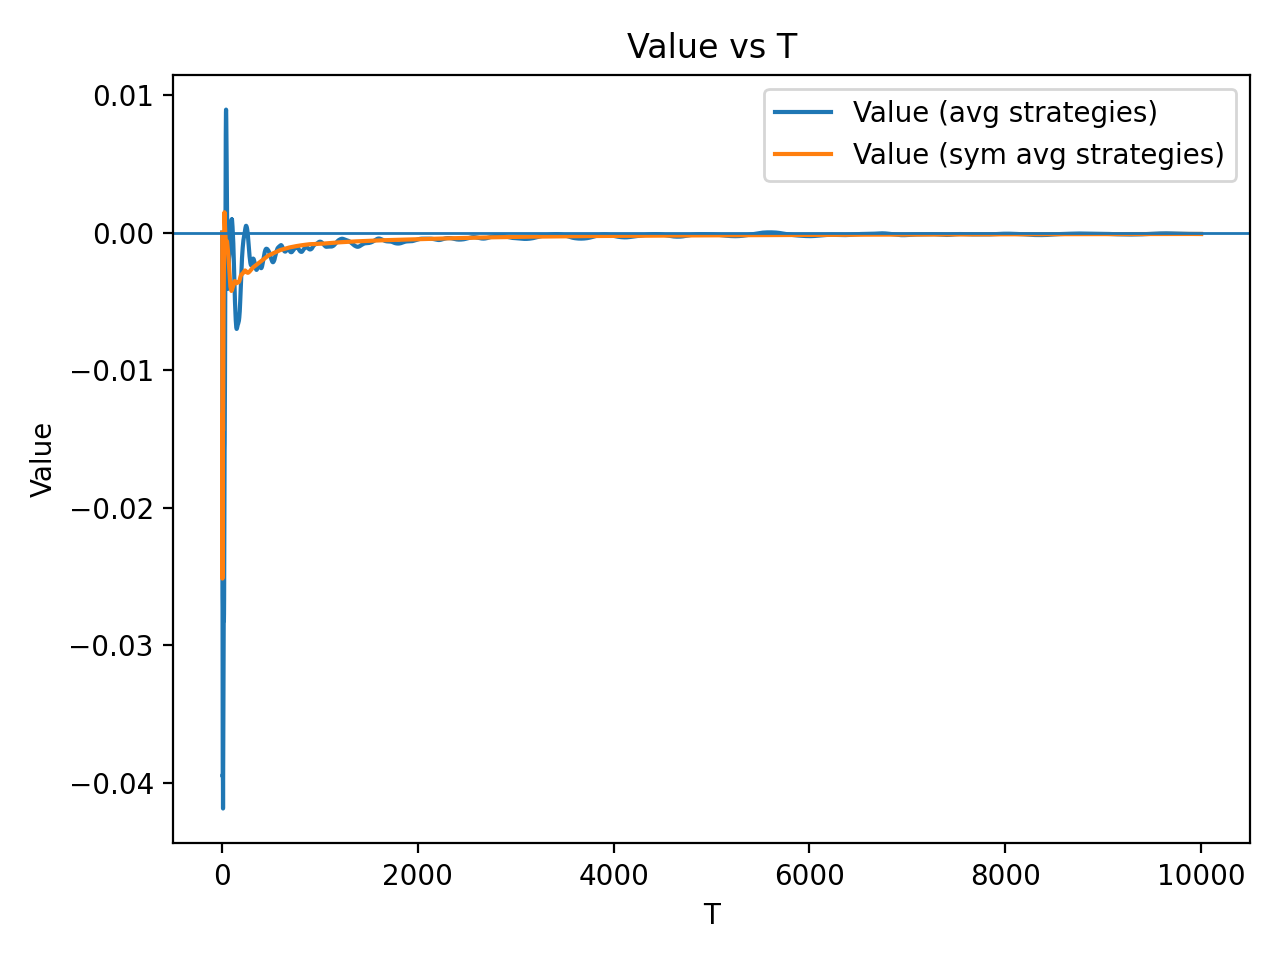 Value vs T
Value (avg strategies)
Value (sym avg strategies)
0.01
0.00
−0.01
−0.02
−0.03
−0.04
Value
0 2000 4000 6000 8000 10000
T